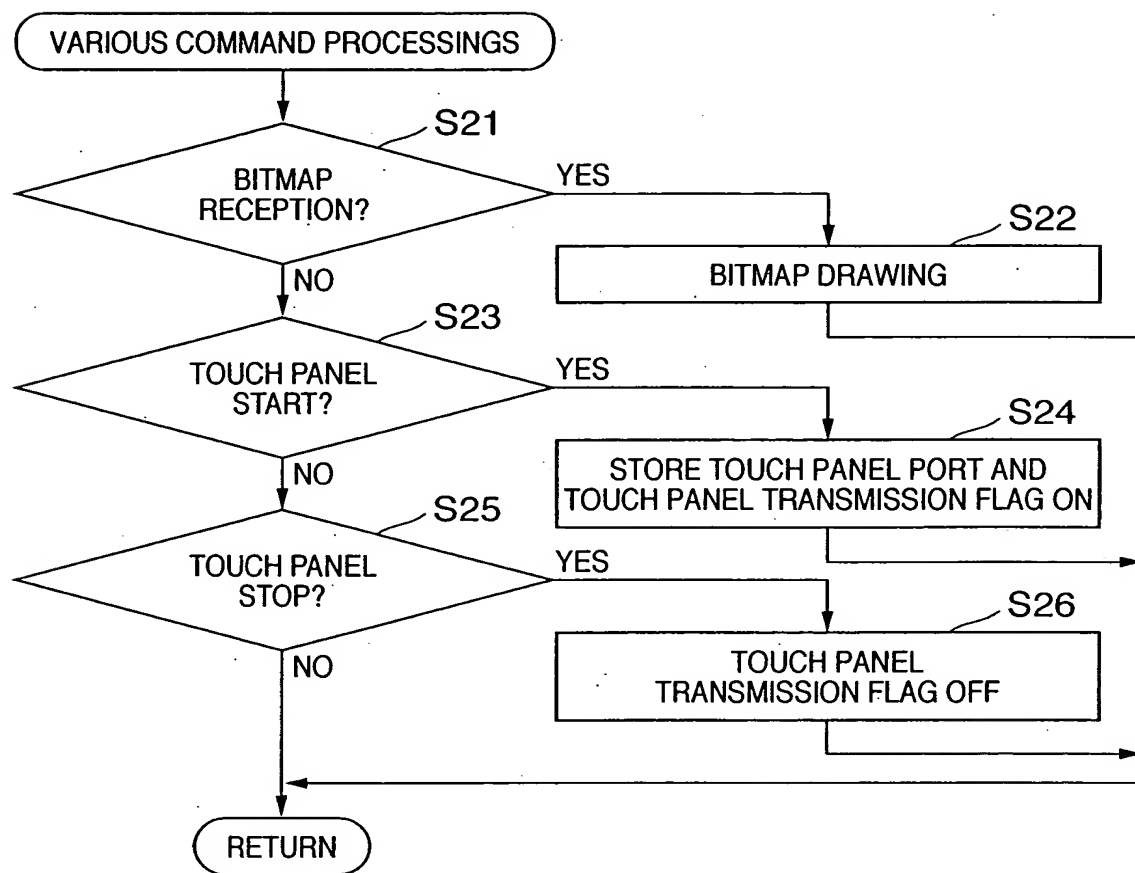 VARIOUS COMMAND PROCESSINGS
S21
BITMAP
RECEPTION?
YES
NO
S22
BITMAP DRAWING
S23
TOUCH PANEL
START?
YES
NO
S24
STORE TOUCH PANEL PORT AND
TOUCH PANEL TRANSMISSION FLAG ON
S25
TOUCH PANEL
STOP?
YES
NO
S26
TOUCH PANEL
TRANSMISSION FLAG OFF
RETURN